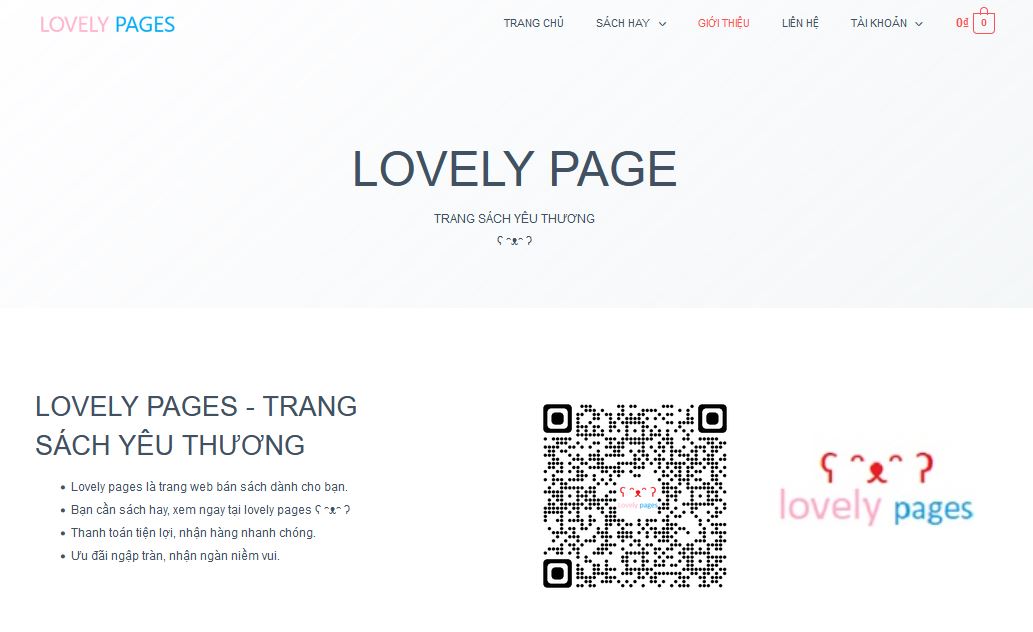 LOVELY PAGES
TRANG CHỦ
SÁCH HAY
GIỚI THIỆU
LIÊN HỆ
TÀI KHOẢN
0₫ 0
LOVELY PAGE
TRANG SÁCH YÊU THƯƠNG
ʕ ᵔᴥᵔ ʔ
LOVELY PAGES - TRANG
SÁCH YÊU THƯƠNG
• Lovely pages là trang web bán sách dành cho bạn.
• Bạn cần sách hay, xem ngay tại lovely pages ʕ ᵔᴥᵔ ʔ
• Thanh toán tiện lợi, nhận hàng nhanh chóng.
• Ưu đãi ngập tràn, nhận ngàn niềm vui.
ʕ ᵔᴥᵔ ʔ
lovely pages
ʕ ᵔᴥᵔ ʔ
lovely pages